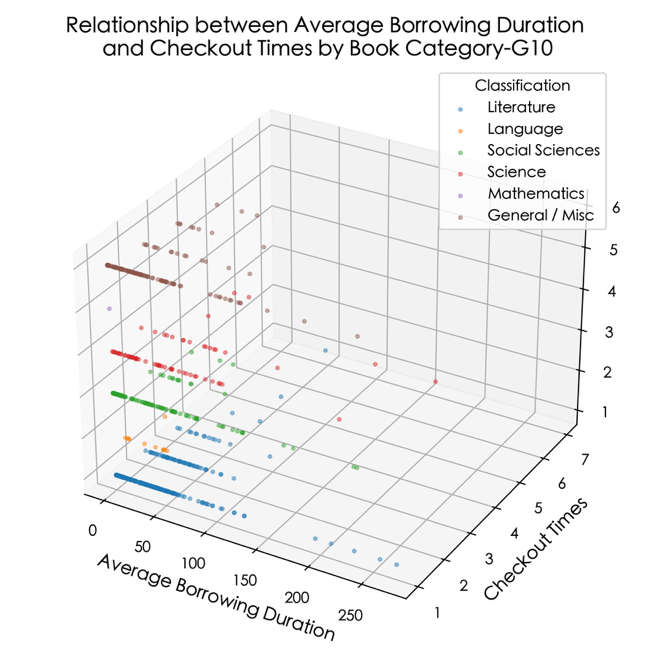 Relationship between Average Borrowing Duration
and Checkout Times by Book Category-G10
Classification
Literature
Language
Social Sciences
Science
Mathematics
General / Misc
6
5
4
3
2
1
7
6
5
4
3
2
1
Checkout Times
0
50
100
150
200
250
Average Borrowing Duration